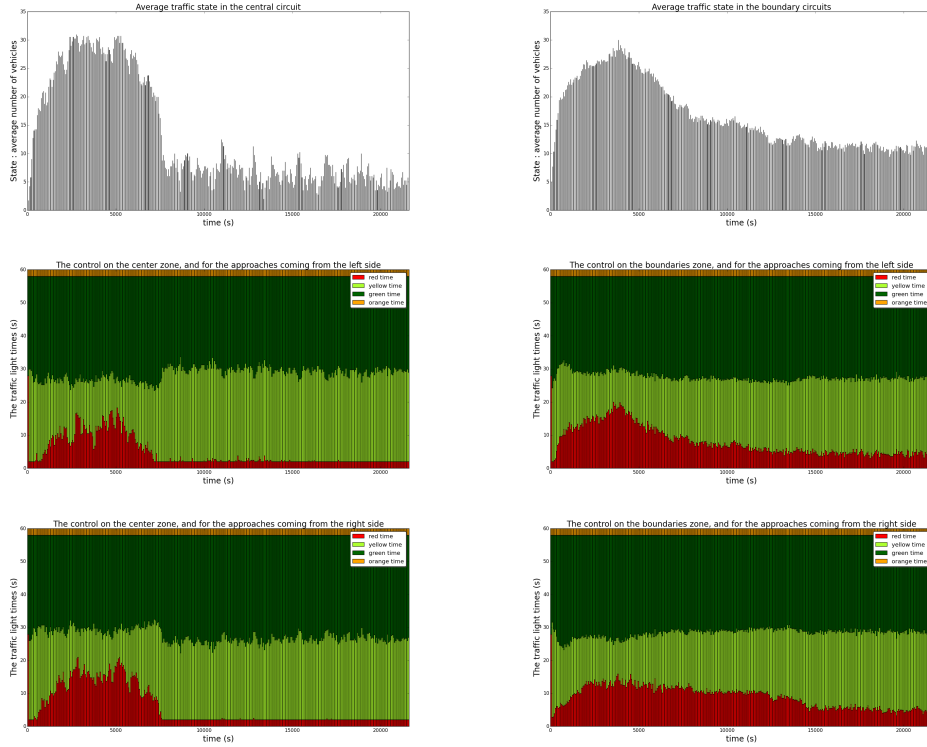 Average traffic state in the central circuit
State : average number of vehicles
35
30
25
20
15
10
5
0
0 5000 10000 15000 20000
time (s)
Average traffic state in the boundary circuits
State : average number of vehicles
35
30
25
20
15
10
5
0
0 5000 10000 15000 20000
time (s)
The control on the center zone, and for the approaches coming from the left side
The traffic light times (s)
60
50
40
30
20
10
0
red time
yellow time
green time
orange time
0 5000 10000 15000 20000
time (s)
The control on the boundaries zone, and for the approaches coming from the left side
The traffic light times (s)
60
50
40
30
20
10
0
red time
yellow time
green time
orange time
0 5000 10000 15000 20000
time (s)
The control on the center zone, and for the approaches coming from the right side
The traffic light times (s)
60
50
40
30
20
10
0
red time
yellow time
green time
orange time
0 5000 10000 15000 20000
time (s)
The control on the boundaries zone, and for the approaches coming from the right side
The traffic light times (s)
60
50
40
30
20
10
0
red time
yellow time
green time
orange time
0 5000 10000 15000 20000
time (s)